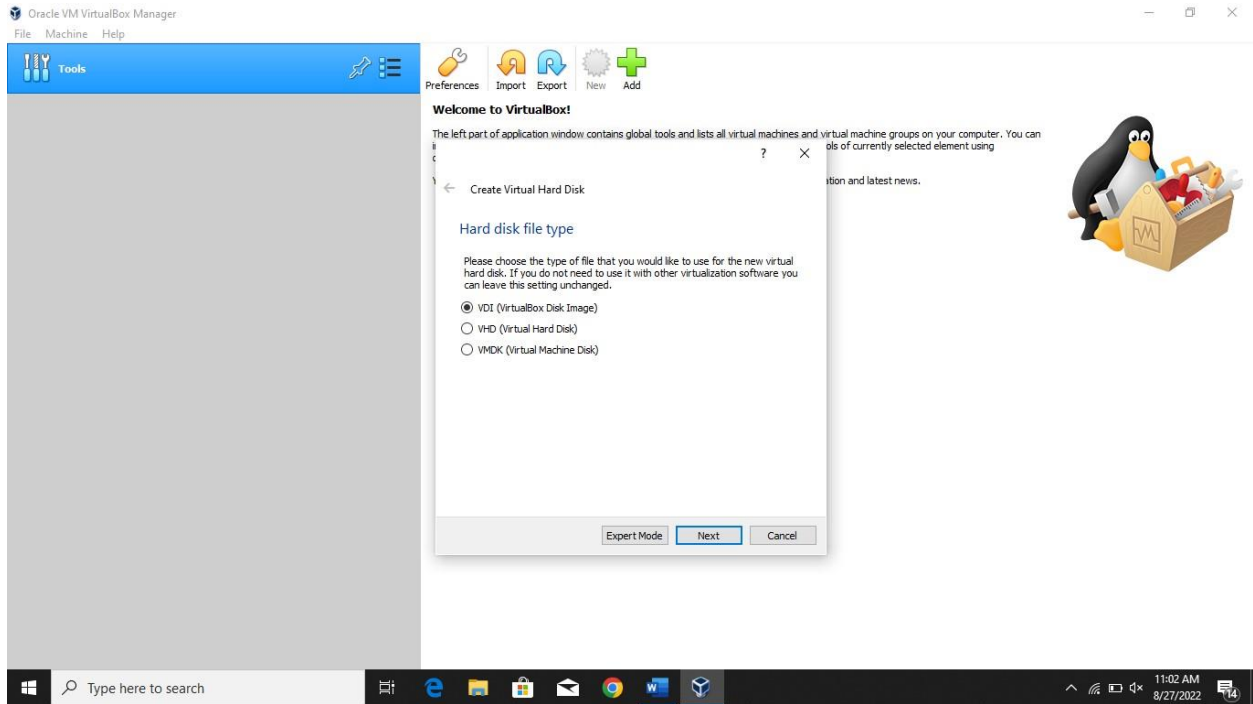 Oracle VM VirtualBox Manager
File Machine Help
Tools
Preferences Import Export New Add
Welcome to VirtualBox!
The left part of application window contains global tools and lists all virtual machines and virtual machine groups on your computer. You can
ols of currently selected element using
ation and latest news.
?
Create Virtual Hard Disk
Hard disk file type
Please choose the type of file that you would like to use for the new virtual
hard disk. If you do not need to use it with other virtualization software you
can leave this setting unchanged.
VDI (VirtualBox Disk Image)
VHD (Virtual Hard Disk)
VMDK (Virtual Machine Disk)
Expert Mode Next Cancel
Type here to search
11:02 AM
8/27/2022
14